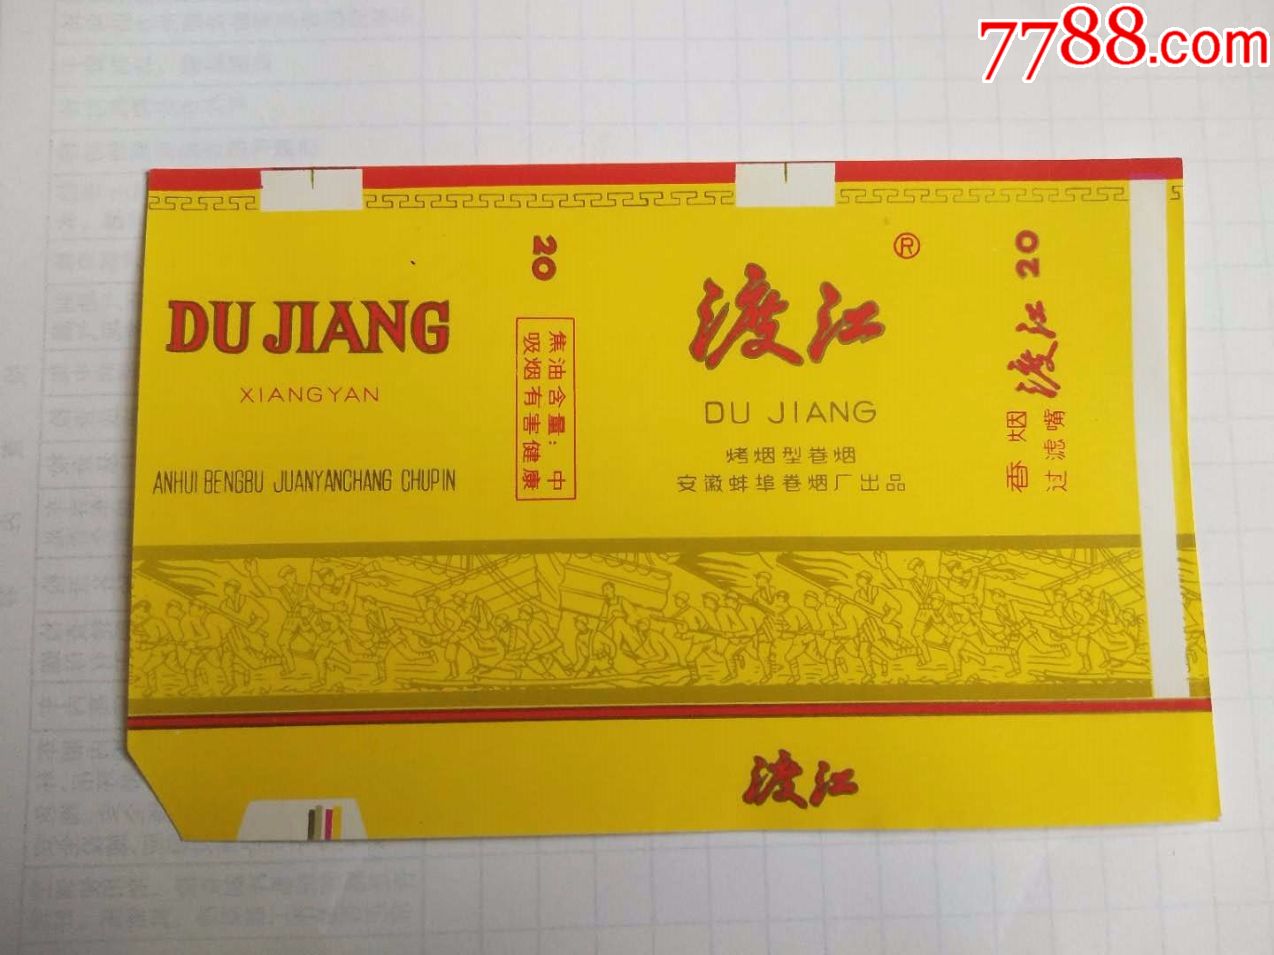 7788.com
DU JIANG
XIANGYAN
ANHUI BENGBU JUANYANCHANG CHUPIN
20
焦油含量：中
吸烟有害健康
®
渡江
DU JIANG
烤烟型卷烟
安徽蚌埠卷烟厂出品
渡江 20
香烟
过滤嘴
渡江